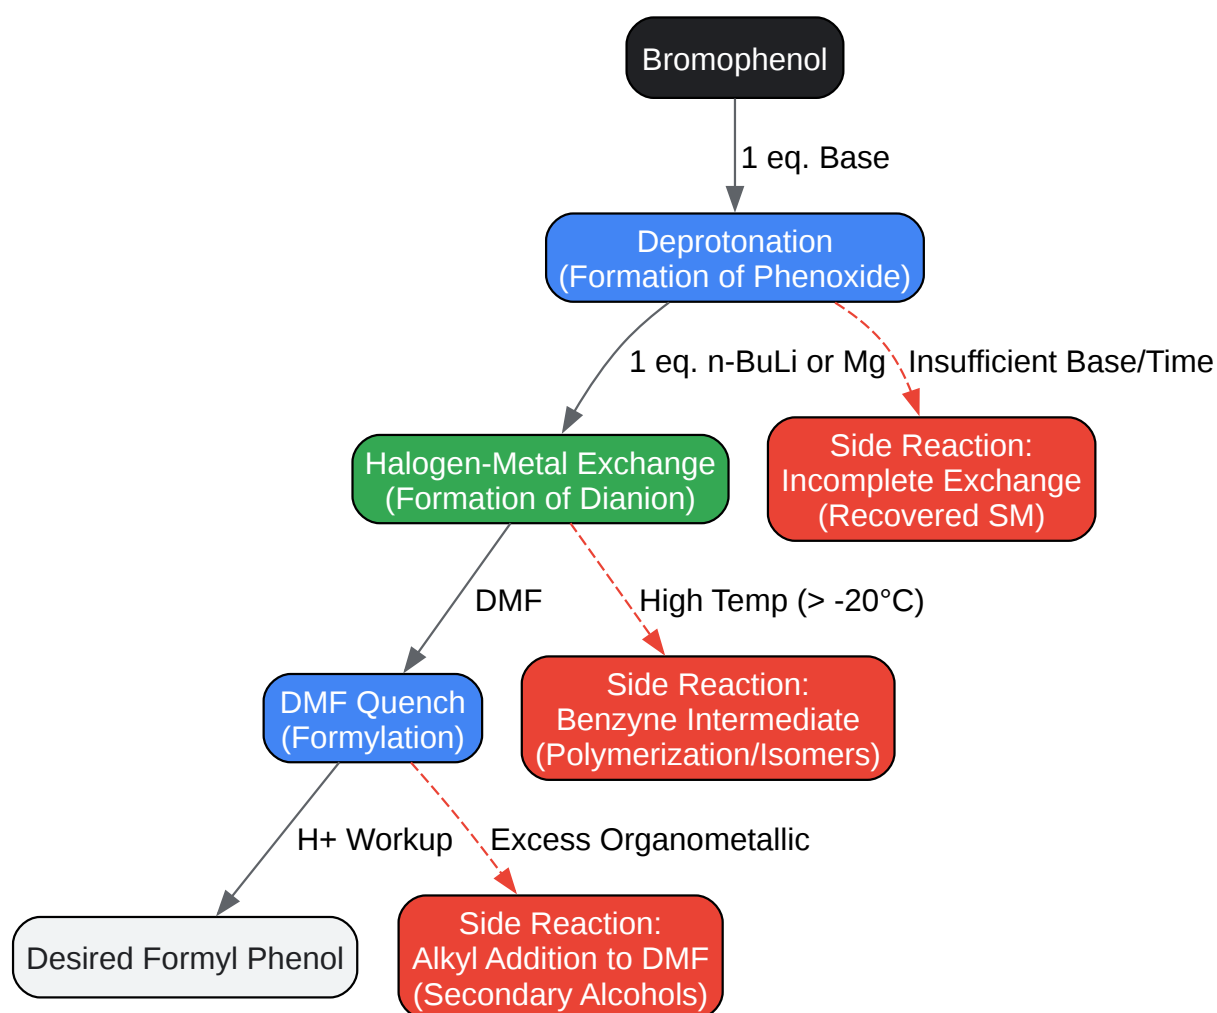 Bromophenol
1 eq. Base
Deprotonation
(Formation of Phenoxide)
1 eq. n-BuLi or Mg
Insufficient Base/Time
Halogen-Metal Exchange
(Formation of Dianion)
Side Reaction:
Incomplete Exchange
(Recovered SM)
DMF
High Temp (> -20°C)
DMF Quench
(Formylation)
Side Reaction:
Benzyne Intermediate
(Polymerization/Isomers)
H+ Workup
Excess Organometallic
Desired Formyl Phenol
Side Reaction:
Alkyl Addition to DMF
(Secondary Alcohols)